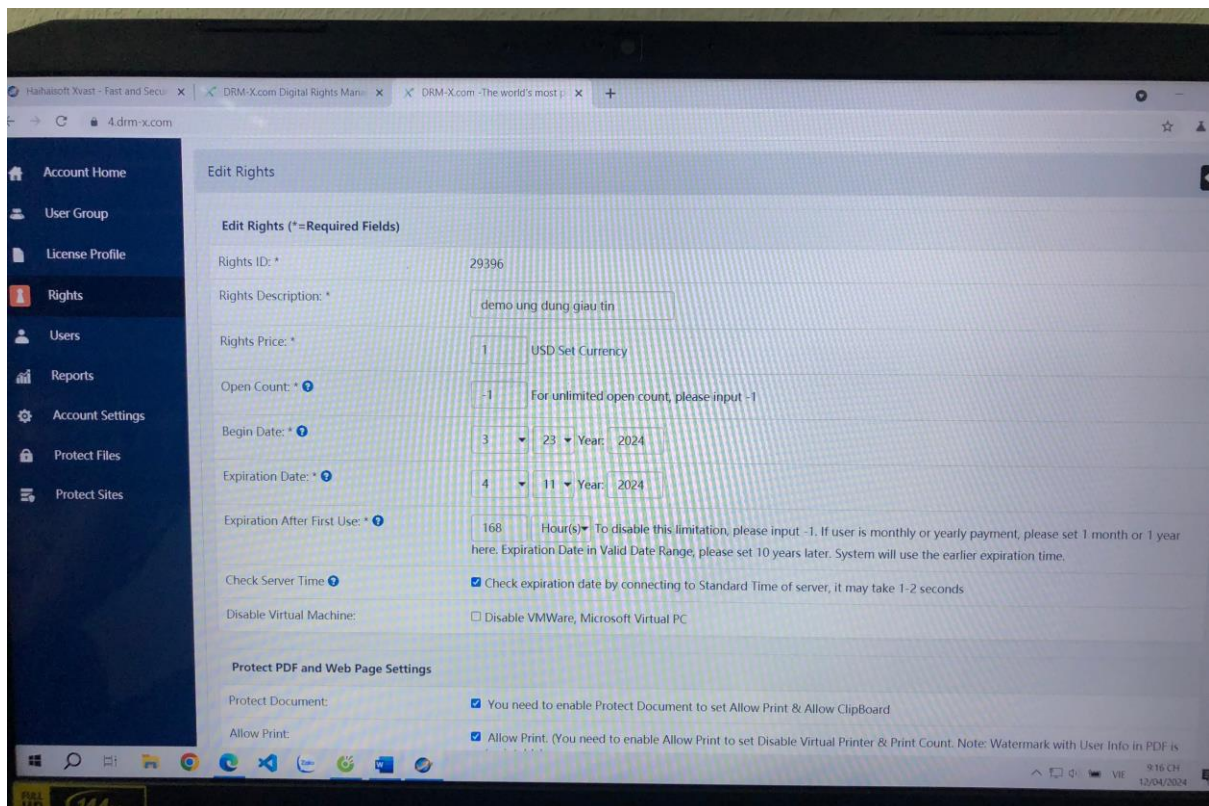 Haihaisoft Xvast - Fast and Secu
DRM-X.com Digital Rights Mana
DRM-X.com -The world's most p
4.drm-x.com
Account Home
User Group
License Profile
Rights
Users
Reports
Account Settings
Protect Files
Protect Sites
Edit Rights
Edit Rights (*=Required Fields)
Rights ID: * 29396
Rights Description: * demo ung dung giau tin
Rights Price: * 1 USD Set Currency
Open Count: * -1 For unlimited open count, please input -1
Begin Date: * 3 23 Year: 2024
Expiration Date: * 4 11 Year: 2024
Expiration After First Use: * 168 Hour(s) To disable this limitation, please input -1. If user is monthly or yearly payment, please set 1 month or 1 year
here. Expiration Date in Valid Date Range, please set 10 years later. System will use the earlier expiration time.
Check Server Time Check expiration date by connecting to Standard Time of server, it may take 1-2 seconds
Disable Virtual Machine: Disable VMWare, Microsoft Virtual PC
Protect PDF and Web Page Settings
Protect Document: You need to enable Protect Document to set Allow Print & Allow ClipBoard
Allow Print: Allow Print. (You need to enable Allow Print to set Disable Virtual Printer & Print Count. Note: Watermark with User Info in PDF is
Zalo
VIE
9:16 CH
12/04/2024
FULL